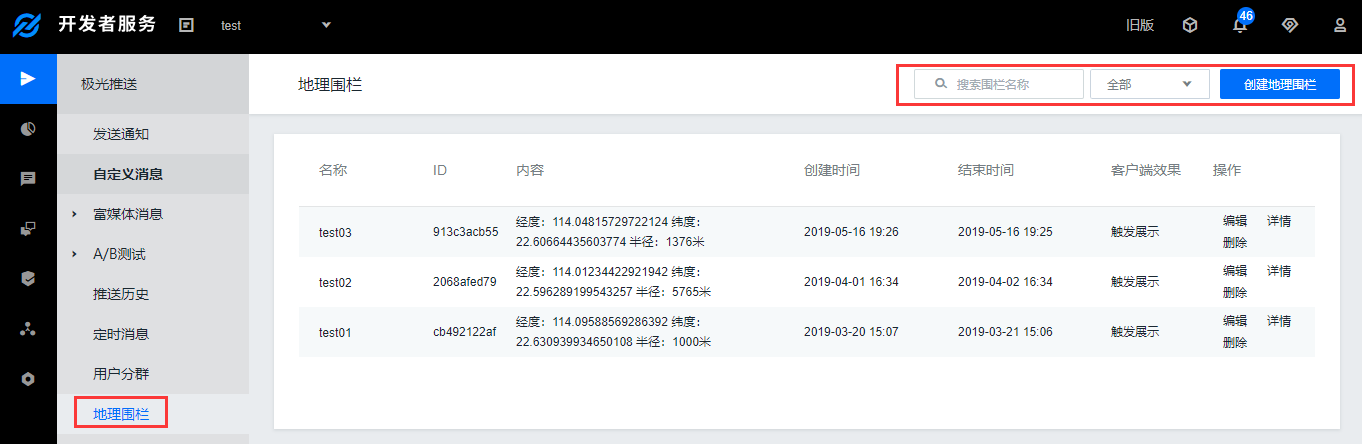 开发者服务
test
旧版
46
极光推送
发送通知
自定义消息
富媒体消息
A/B测试
推送历史
定时消息
用户分群
地理围栏
地理围栏
搜索围栏名称
全部
创建地理围栏
名称 ID 内容 创建时间 结束时间 客户端效果 操作
test03 913c3acb55 经度：114.04815729722124 纬度： 2019-05-16 19:26 2019-05-16 19:25 触发展示 编辑 详情
22.60664435603774 半径：1376米 删除
test02 2068afed79 经度：114.01234422921942 纬度： 2019-04-01 16:34 2019-04-02 16:34 触发展示 编辑 详情
22.596289199543257 半径：5765米 删除
test01 cb492122af 经度：114.09588569286392 纬度： 2019-03-20 15:07 2019-03-21 15:06 触发展示 编辑 详情
22.630939934650108 半径：1000米 删除